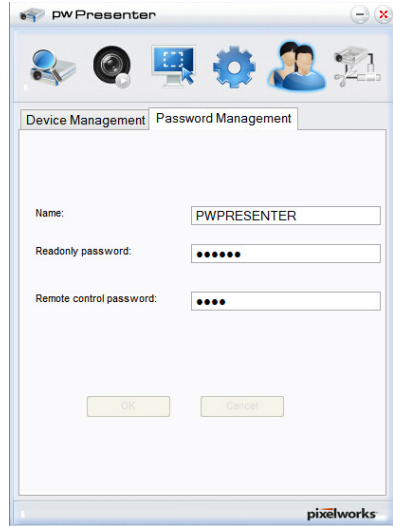 pwPresenter
Device Management Password Management
Name: PWPRESENTER
Readonly password: ●●●●●●
Remote control password: ●●●●
OK Cancel
pixelworks